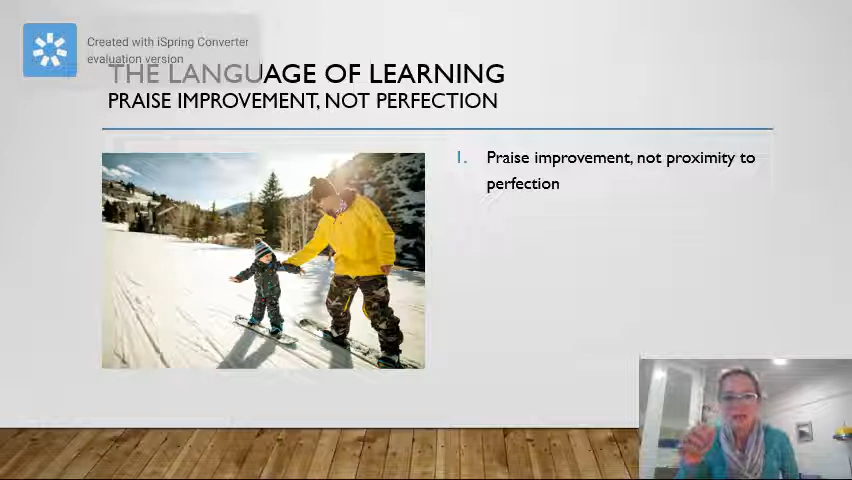 Created with iSpring Converter
evaluation version
THE LANGUAGE OF LEARNING
PRAISE IMPROVEMENT, NOT PERFECTION
1. Praise improvement, not proximity to
perfection